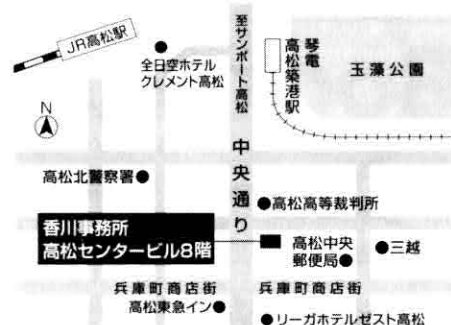 JR高松駅
全日空ホテル
クレメント高松
至サンポート高松
琴電
高松築港駅
玉藻公園
N
中央通り
高松北警察署
高松高等裁判所
香川事務所
高松センタービル8階
高松中央
郵便局
三越
兵庫町商店街
高松東急イン
兵庫町商店街
リーガホテルゼスト高松